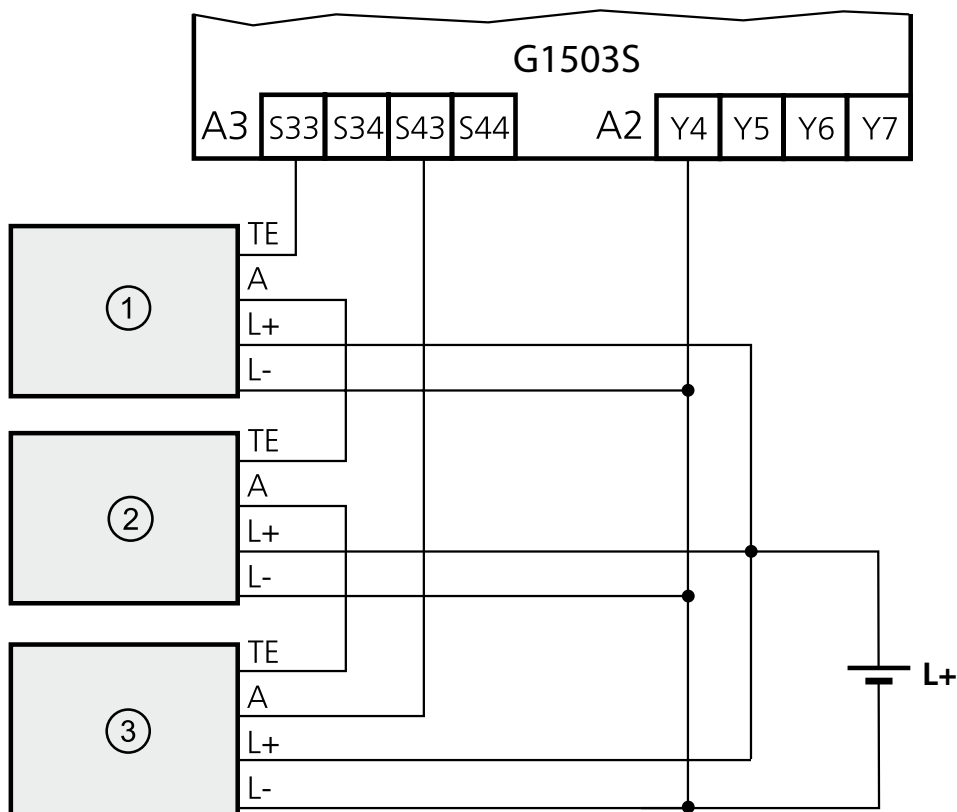 G1503S
A3 S33 S34 S43 S44 A2 Y4 Y5 Y6 Y7
TE
1
A
L+
L-
TE
2
A
L+
L-
TE
3
A
L+
L-
L+